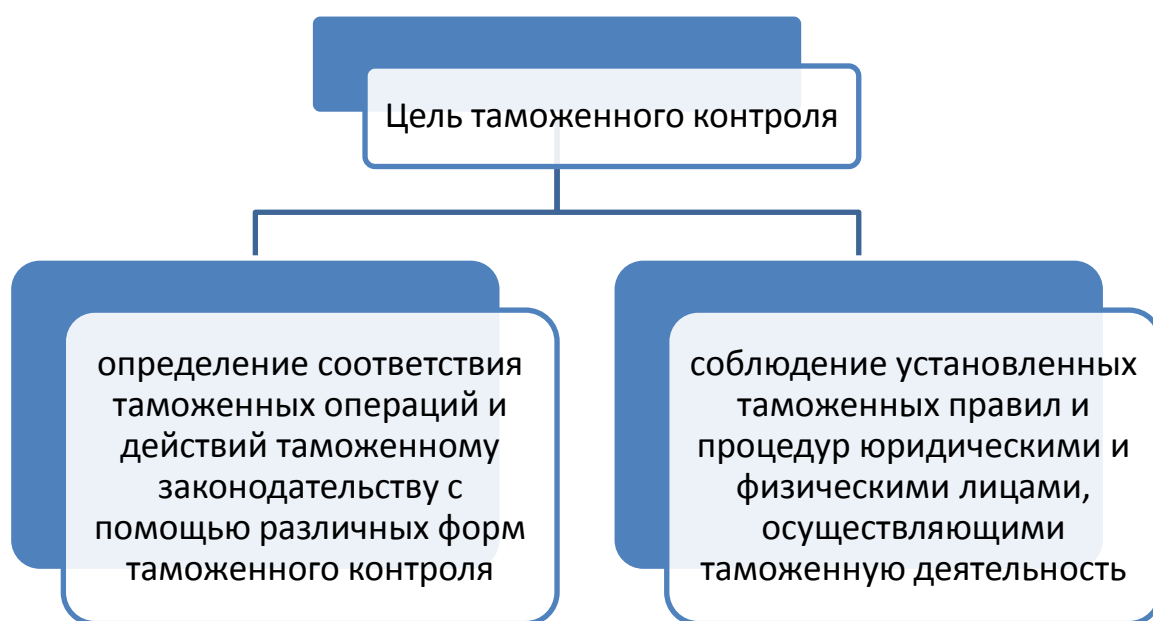 Цель таможенного контроля
определение соответствия
таможенных операций и
действий таможенному
законодательству с
помощью различных форм
таможенного контроля
соблюдение установленных
таможенных правил и
процедур юридическими и
физическими лицами,
осуществляющими
таможенную деятельность